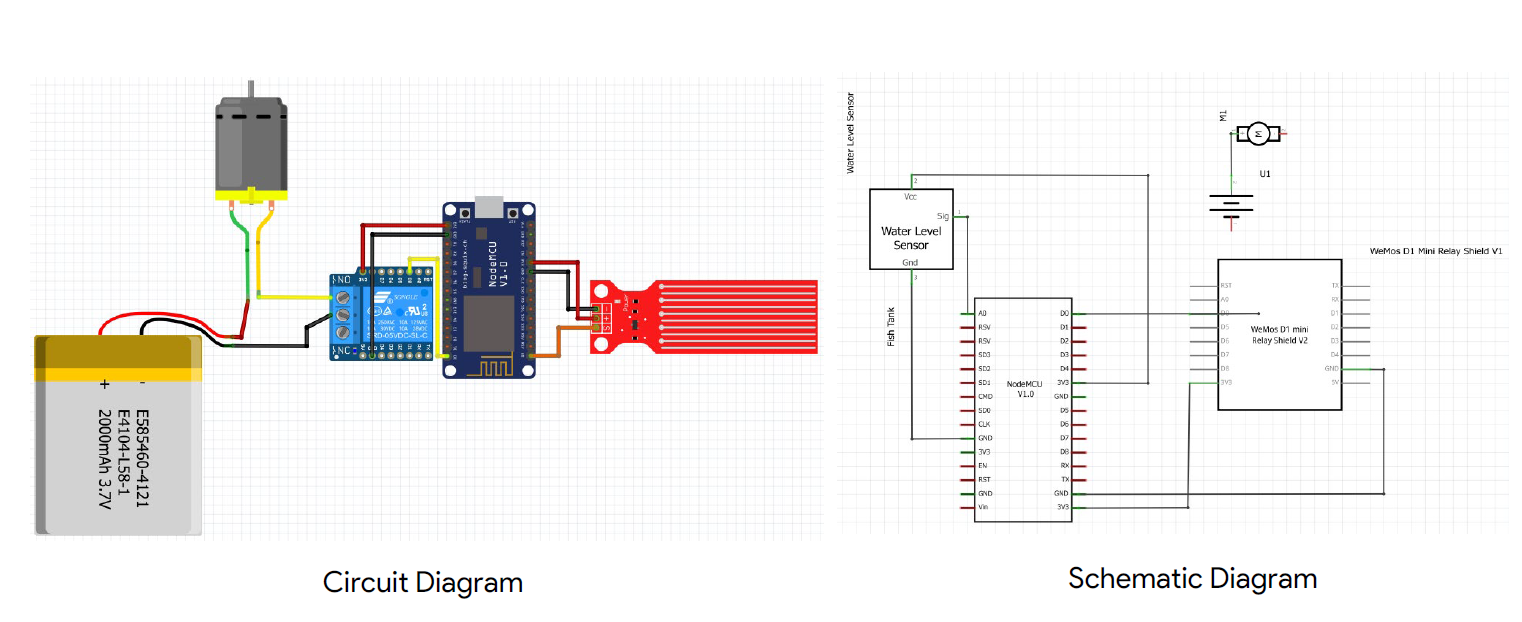 NO
NC
SONGLE
RD-05VDC-SL-C
NodeMCU
V1.0
Power
+
-
E585460-4121
E4104-L58-1
2000mAh 3.7V
Circuit Diagram
Water Level Sensor
Fish Tank
2
Vcc
Sig
1
Water Level
Sensor
Gnd
3
M1
M
U1
WeMos D1 Mini Relay Shield V1
A0
RSV
RSV
SD3
SD2
SD1
CMD
SD0
CLK
GND
3V3
EN
RST
GND
Vin
NodeMCU
V1.0
D0
D1
D2
D3
D4
3V3
GND
D5
D6
D7
D8
RX
TX
GND
3V3
RST
A0
D0
D5
D6
D7
D8
3V3
WeMos D1 mini
Relay Shield V2
TX
RX
D1
D2
D3
D4
GND
5V
Schematic Diagram